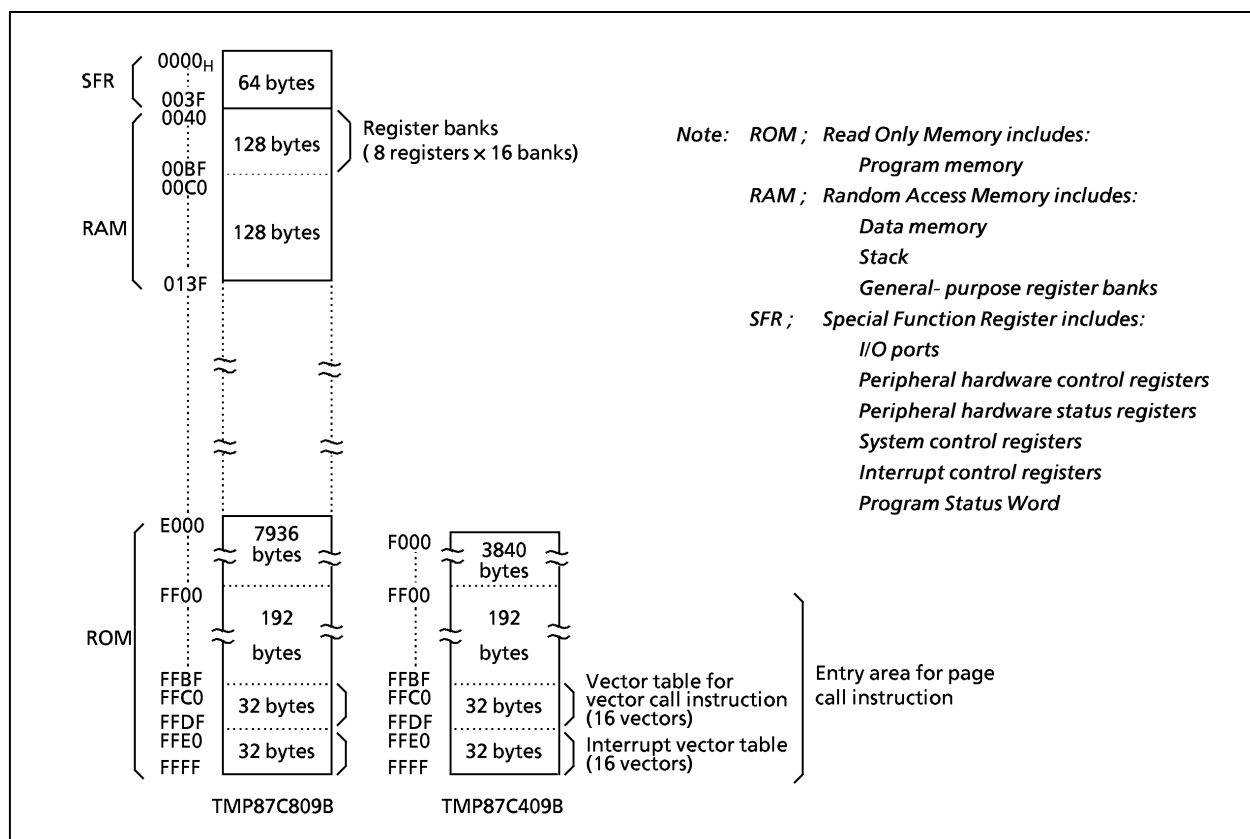 SFR
0000H
003F
64 bytes
RAM
0040
00BF
00C0
013F
128 bytes
128 bytes
Register banks
( 8 registers × 16 banks)
Note: ROM ; Read Only Memory includes:
Program memory
RAM ; Random Access Memory includes:
Data memory
Stack
General- purpose register banks
SFR ; Special Function Register includes:
I/O ports
Peripheral hardware control registers
Peripheral hardware status registers
System control registers
Interrupt control registers
Program Status Word
ROM
E000
FF00
FFBF
FFC0
FFDF
FFE0
FFFF
7936
bytes
192
bytes
32 bytes
32 bytes
TMP87C809B
F000
FF00
FFBF
FFC0
FFDF
FFE0
FFFF
3840
bytes
192
bytes
32 bytes
32 bytes
TMP87C409B
Vector table for
vector call instruction
(16 vectors)
Interrupt vector table
(16 vectors)
Entry area for page
call instruction